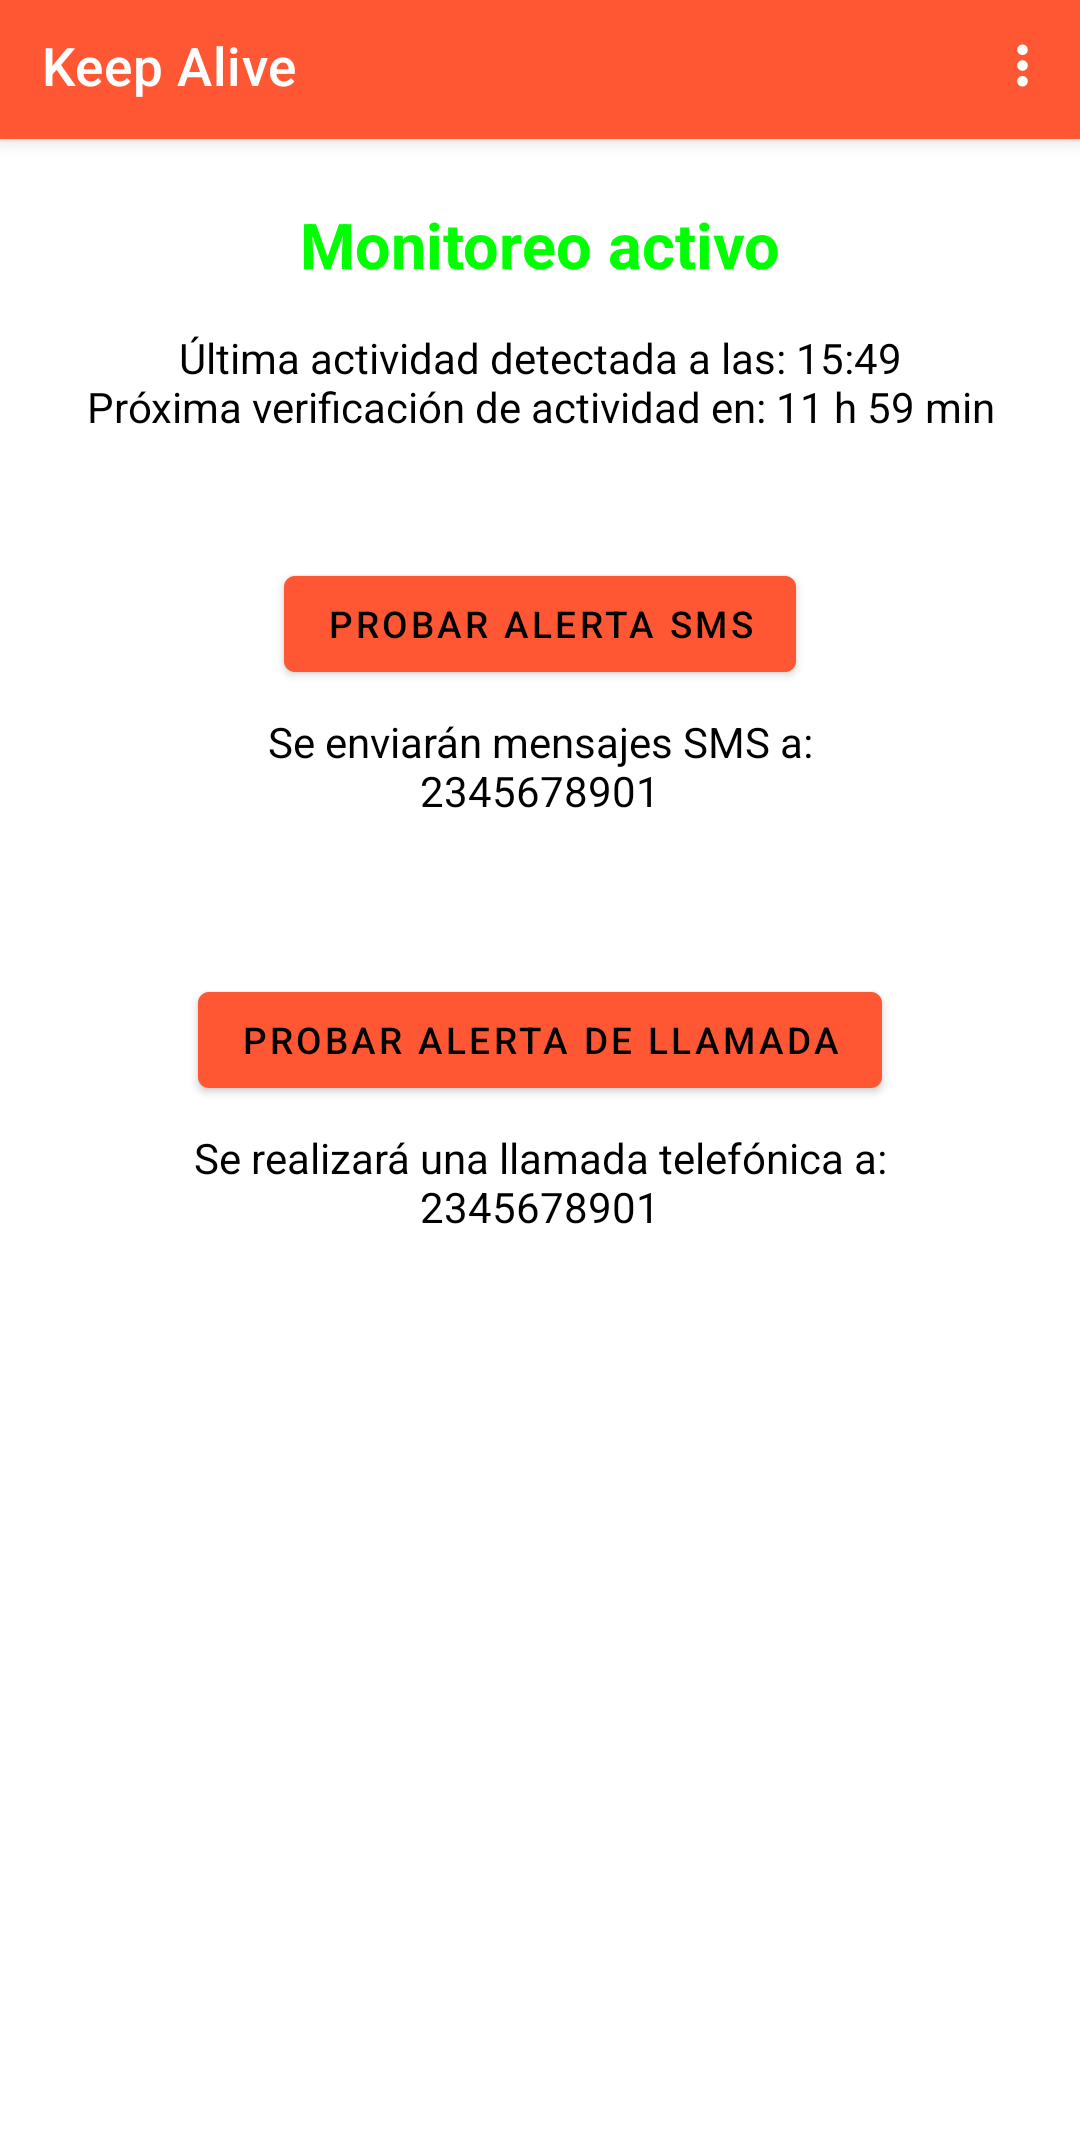 Keep Alive
Monitoreo activo
Última actividad detectada a las: 15:49
Próxima verificación de actividad en: 11 h 59 min
PROBAR ALERTA SMS
Se enviarán mensajes SMS a:
2345678901
PROBAR ALERTA DE LLAMADA
Se realizará una llamada telefónica a:
2345678901